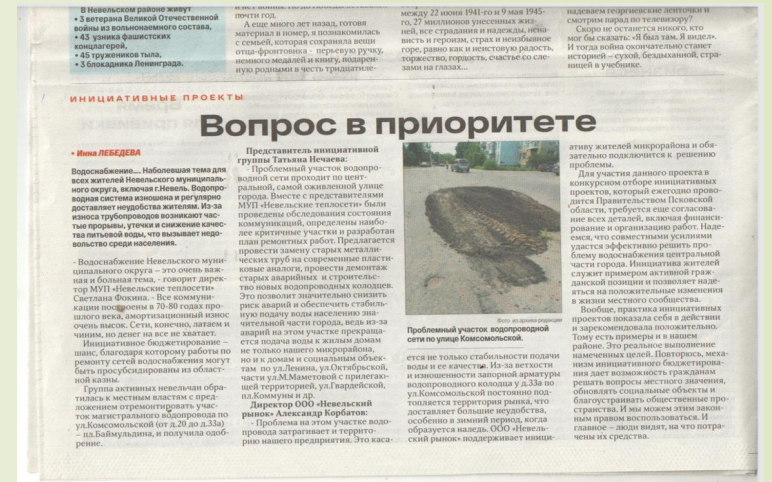 В Невельском районе живут
• 3 ветерана Великой Отечественной
войны из вольнонаемного состава,
• 43 узника фашистских
концлагерей,
• 45 тружеников тыла,
• 3 блокадника Ленинграда.
почти год.
А еще много лет назад, готовя
материал в номер, я познакомилась
с семьей, которая сохраняла вещи
отца-фронтовика - перьевую ручку,
немного медалей и книгу, подарен-
ную родными в честь тридцатиле-
между 22 июня 1941-го и 9 мая 1945-
го, 27 миллионов унесенных жиз-
ней, все страдания и надежды, нена-
висть и героизм, страх и неизбывное
горе, равно как и неистовую радость,
торжество, гордость, счастье со сле-
зами на глазах...
надеваем георгиевские ленточки и
смотрим парад по телевизору?
Скоро не останется никого, кто
мог бы сказать: «Я был там, Я видел».
И тогда война окончательно станет
историей – сухой, бездыханной, стра-
ницей в учебнике.
ИНИЦИАТИВНЫЕ ПРОЕКТЫ
Вопрос в приоритете
• Инна ЛЕБЕДЕВА
Водоснабжение.... Наболевшая тема для
всех жителей Невельского муниципаль-
ного округа, включая г.Невель. Водопро-
водная система изношена и регулярно
доставляет неудобства жителям. Из-за
износа трубопроводов возникают час-
тые прорывы, утечки и снижение качес-
тва питьевой воды, что вызывает недо-
вольство среди населения.
- Водоснабжение Невельского муни-
ципального округа – это очень важ-
ная и больная тема, - говорит дирек-
тор МУП «Невельские теплосети»
Светлана Фокина. - Все коммуни-
кации построены в 70-80 годах про-
шлого века, амортизационный износ
очень высок. Сети, конечно, латаем и
чиним, но денег на все не хватает.
Инициативное бюджетирование –
шанс, благодаря которому работы по
ремонту сетей водоснабжения могут
быть просубсидированы из област-
ной казны.
Группа активных невельчан обра-
тилась к местным властям с пред-
ложением отремонтировать учас-
ток магистрального водопровода по
ул.Комсомольской (от д.20 до д.33а)
– пл.Баймульдина, и получила одоб-
рение.
Представитель инициативной
группы Татьяна Нечаева:
- Проблемный участок водопро-
водной сети проходит по цент-
ральной, самой оживленной улице
города. Вместе с представителями
МУП «Невельские теплосети» были
проведены обследования состояния
коммуникаций, определены наибо-
лее критичные участки и разработан
план ремонтных работ. Предлагается
провести замену старых металли-
ческих труб на современные пласти-
ковые аналоги, провести демонтаж
старых аварийных и строительс-
тво новых водопроводных колодцев.
Это позволит значительно снизить
риск аварий и обеспечить стабиль-
ную подачу воды населению зна-
чительной части города, ведь из-за
аварий на этом участке прекраща-
ется подача воды к жилым домам
не только нашего микрорайона,
но и к домам и социальным объек-
там по ул.Ленина, ул.Октябрьской,
части ул.М.Маметовой с прилегаю-
щей территорией, ул.Гвардейской,
пл.Коммуны и др.
Директор ООО «Невельский
рынок» Александр Корбатов:
- Проблема на этом участке водо-
провода затрагивает и террито-
рию нашего предприятия. Это каса-
Фото из архива редакции
Проблемный участок водопроводной
сети по улице Комсомольской.
ется не только стабильности подачи
воды и ее качества. Из-за ветхости
и изношенности запорной арматуры
водопроводного колодца у д.33а по
ул.Комсомольской постоянно под-
топляется территория рынка, что
доставляет большие неудобства,
особенно в зимний период, когда
образуется наледь. ООО «Невель-
ский рынок» поддерживает иници-
ативу жителей микрорайона и обя-
зательно подключится к решению
проблемы.
Для участия данного проекта в
конкурсном отборе инициативных
проектов, который ежегодно прово-
дится Правительством Псковской
области, требуется еще согласова-
ние всех деталей, включая финанси-
рование и организацию работ. Наде-
емся, что совместными усилиями
удастся эффективно решить про-
блему водоснабжения центральной
части города. Инициатива жителей
служит примером активной граж-
данской позиции и позволяет наде-
яться на положительные изменения
в жизни местного сообщества.
Вообще, практика инициативных
проектов показала себя в действии
и зарекомендовала положительно.
Тому есть примеры и в нашем
районе. Это реальное выполнение
намеченных целей. Повторюсь, меха-
низм инициативного бюджетирова-
ния дает возможность гражданам
решать вопросы местного значения,
обновлять социальные объекты и
благоустраивать общественные про-
странства. И мы можем этим закон-
ным правом воспользоваться. И
главное – люди видят, на что потра-
чены их средства.